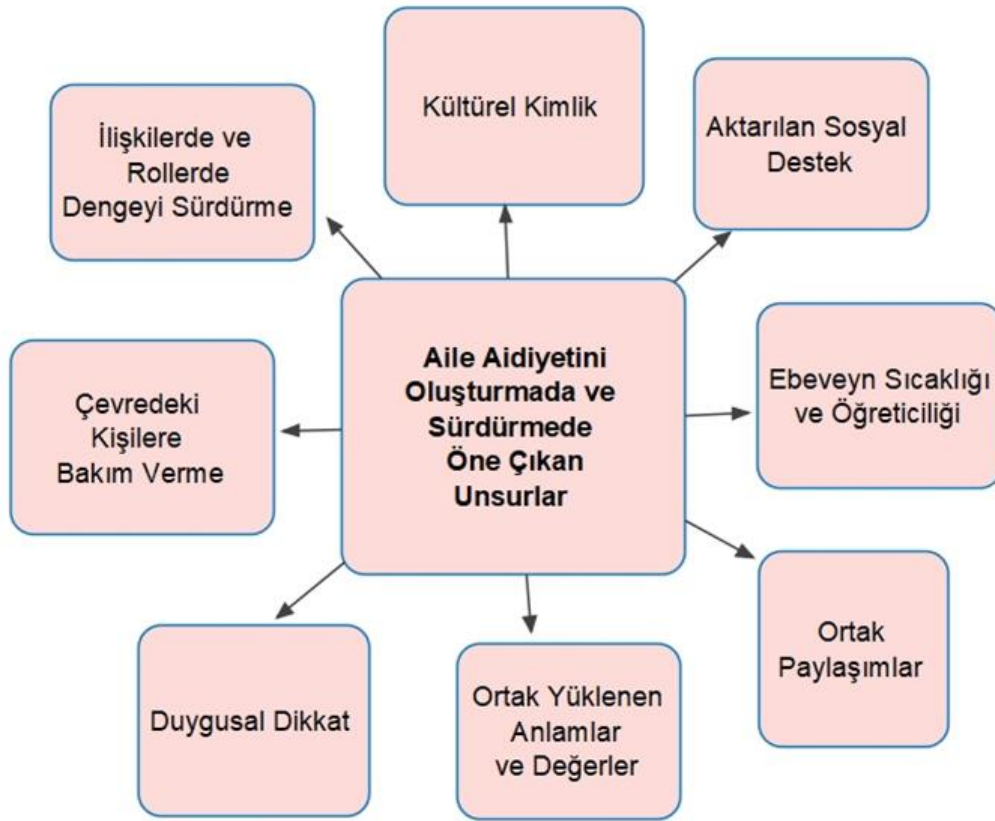 Kültürel Kimlik
İlişkilerde ve
Rollerde
Dengeyi Sürdürme
Aktarılan Sosyal
Destek
Aile Aidiyetini
Oluşturmada ve
Sürdürmede
Öne Çıkan
Unsurlar
Çevredeki
Kişilere
Bakım Verme
Ebeveyn Sıcaklığı
ve Öğreticiliği
Duygusal Dikkat
Ortak Yüklenen
Anlamlar
ve Değerler
Ortak
Paylaşımlar